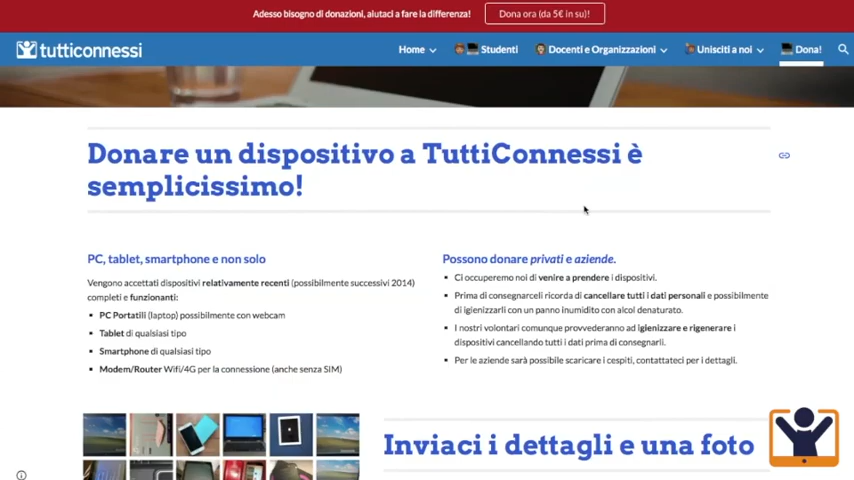 Adesso bisogno di donazioni, aiutaci a fare la differenza!
Dona ora (da 5€ in su)!
tutticonnessi
Home
Studenti
Docenti e Organizzazioni
Unisciti a noi
Dona!
Donare un dispositivo a TuttiConnessi è
semplicissimo!
PC, tablet, smartphone e non solo
Vengono accettati dispositivi relativamente recenti (possibilmente successivi 2014)
completi e funzionanti:
PC Portatili (laptop) possibilmente con webcam
Tablet di qualsiasi tipo
Smartphone di qualsiasi tipo
Modem/Router Wifi/4G per la connessione (anche senza SIM)
Possono donare privati e aziende.
Ci occuperemo noi di venire a prendere i dispositivi.
Prima di consegnarceli ricorda di cancellare tutti i dati personali e possibilmente
di igienizzarli con un panno inumidito con alcol denaturato.
I nostri volontari comunque provvederanno ad igienizzare e rigenerare i
dispositivi cancellando tutti i dati prima di consegnarli.
Per le aziende sarà possibile scaricare i cespiti, contattateci per i dettagli.
Inviaci i dettagli e una foto